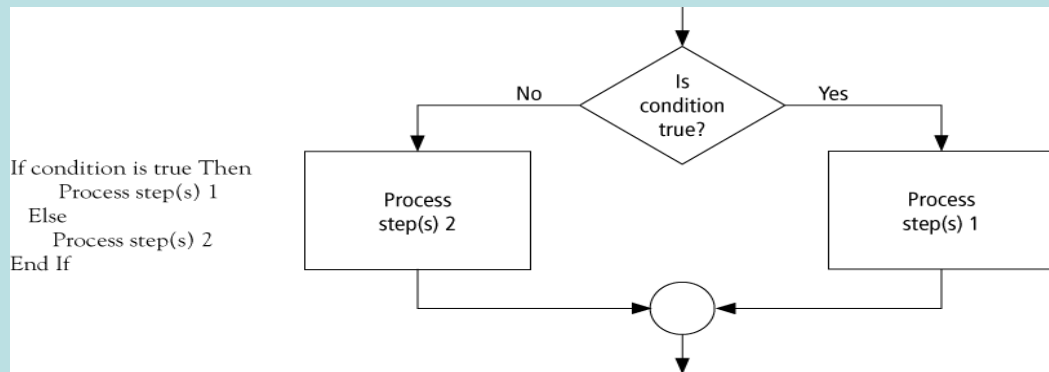 If condition is true Then
Process step(s) 1
Else
Process step(s) 2
End If
No
Is
condition
true?
Yes
Process
step(s) 2
Process
step(s) 1